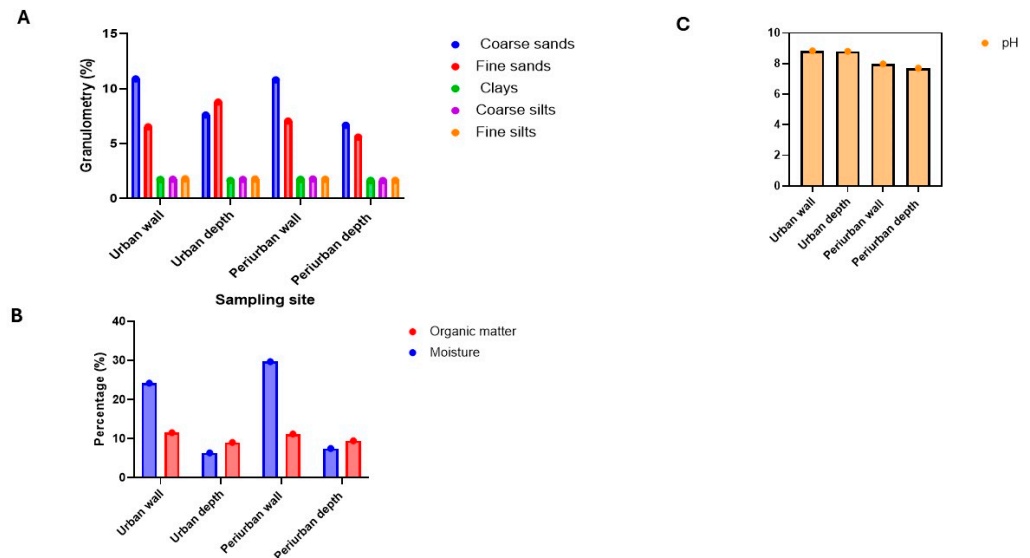 A
Granulometry (%)
15
10
5
0
Urban wall
Urban depth
Periurban wall
Periurban depth
Sampling site
Coarse sands
Fine sands
Clays
Coarse silts
Fine silts
B
Percentage (%)
40
30
20
10
0
Urban wall
Urban depth
Periurban wall
Periurban depth
Organic matter
Moisture
C
10
8
6
4
2
0
Urban wall
Urban depth
Periurban wall
Periurban depth
pH